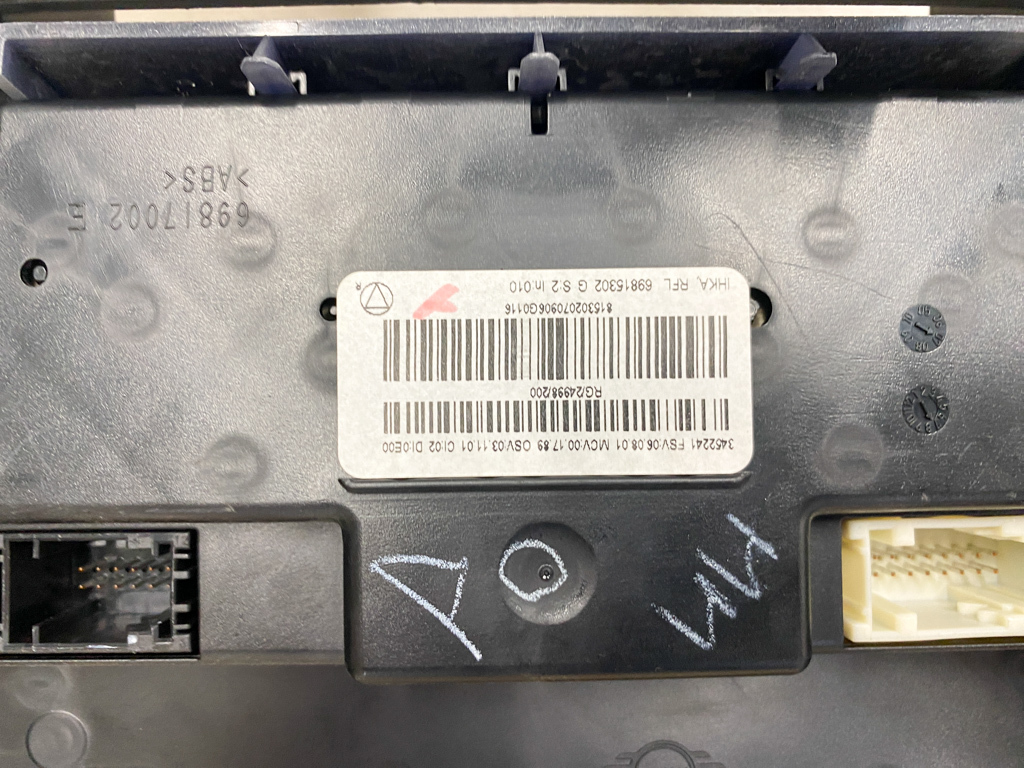 3452241 FSV:06.08.01 MCV:00.17.89 OSV:03.11.01 CI:02 DI:0E00
RG/24998/200
815302070906G0116
IHKA, RFL 69815302 G S:2 In:010
69817002 E
>ABS<